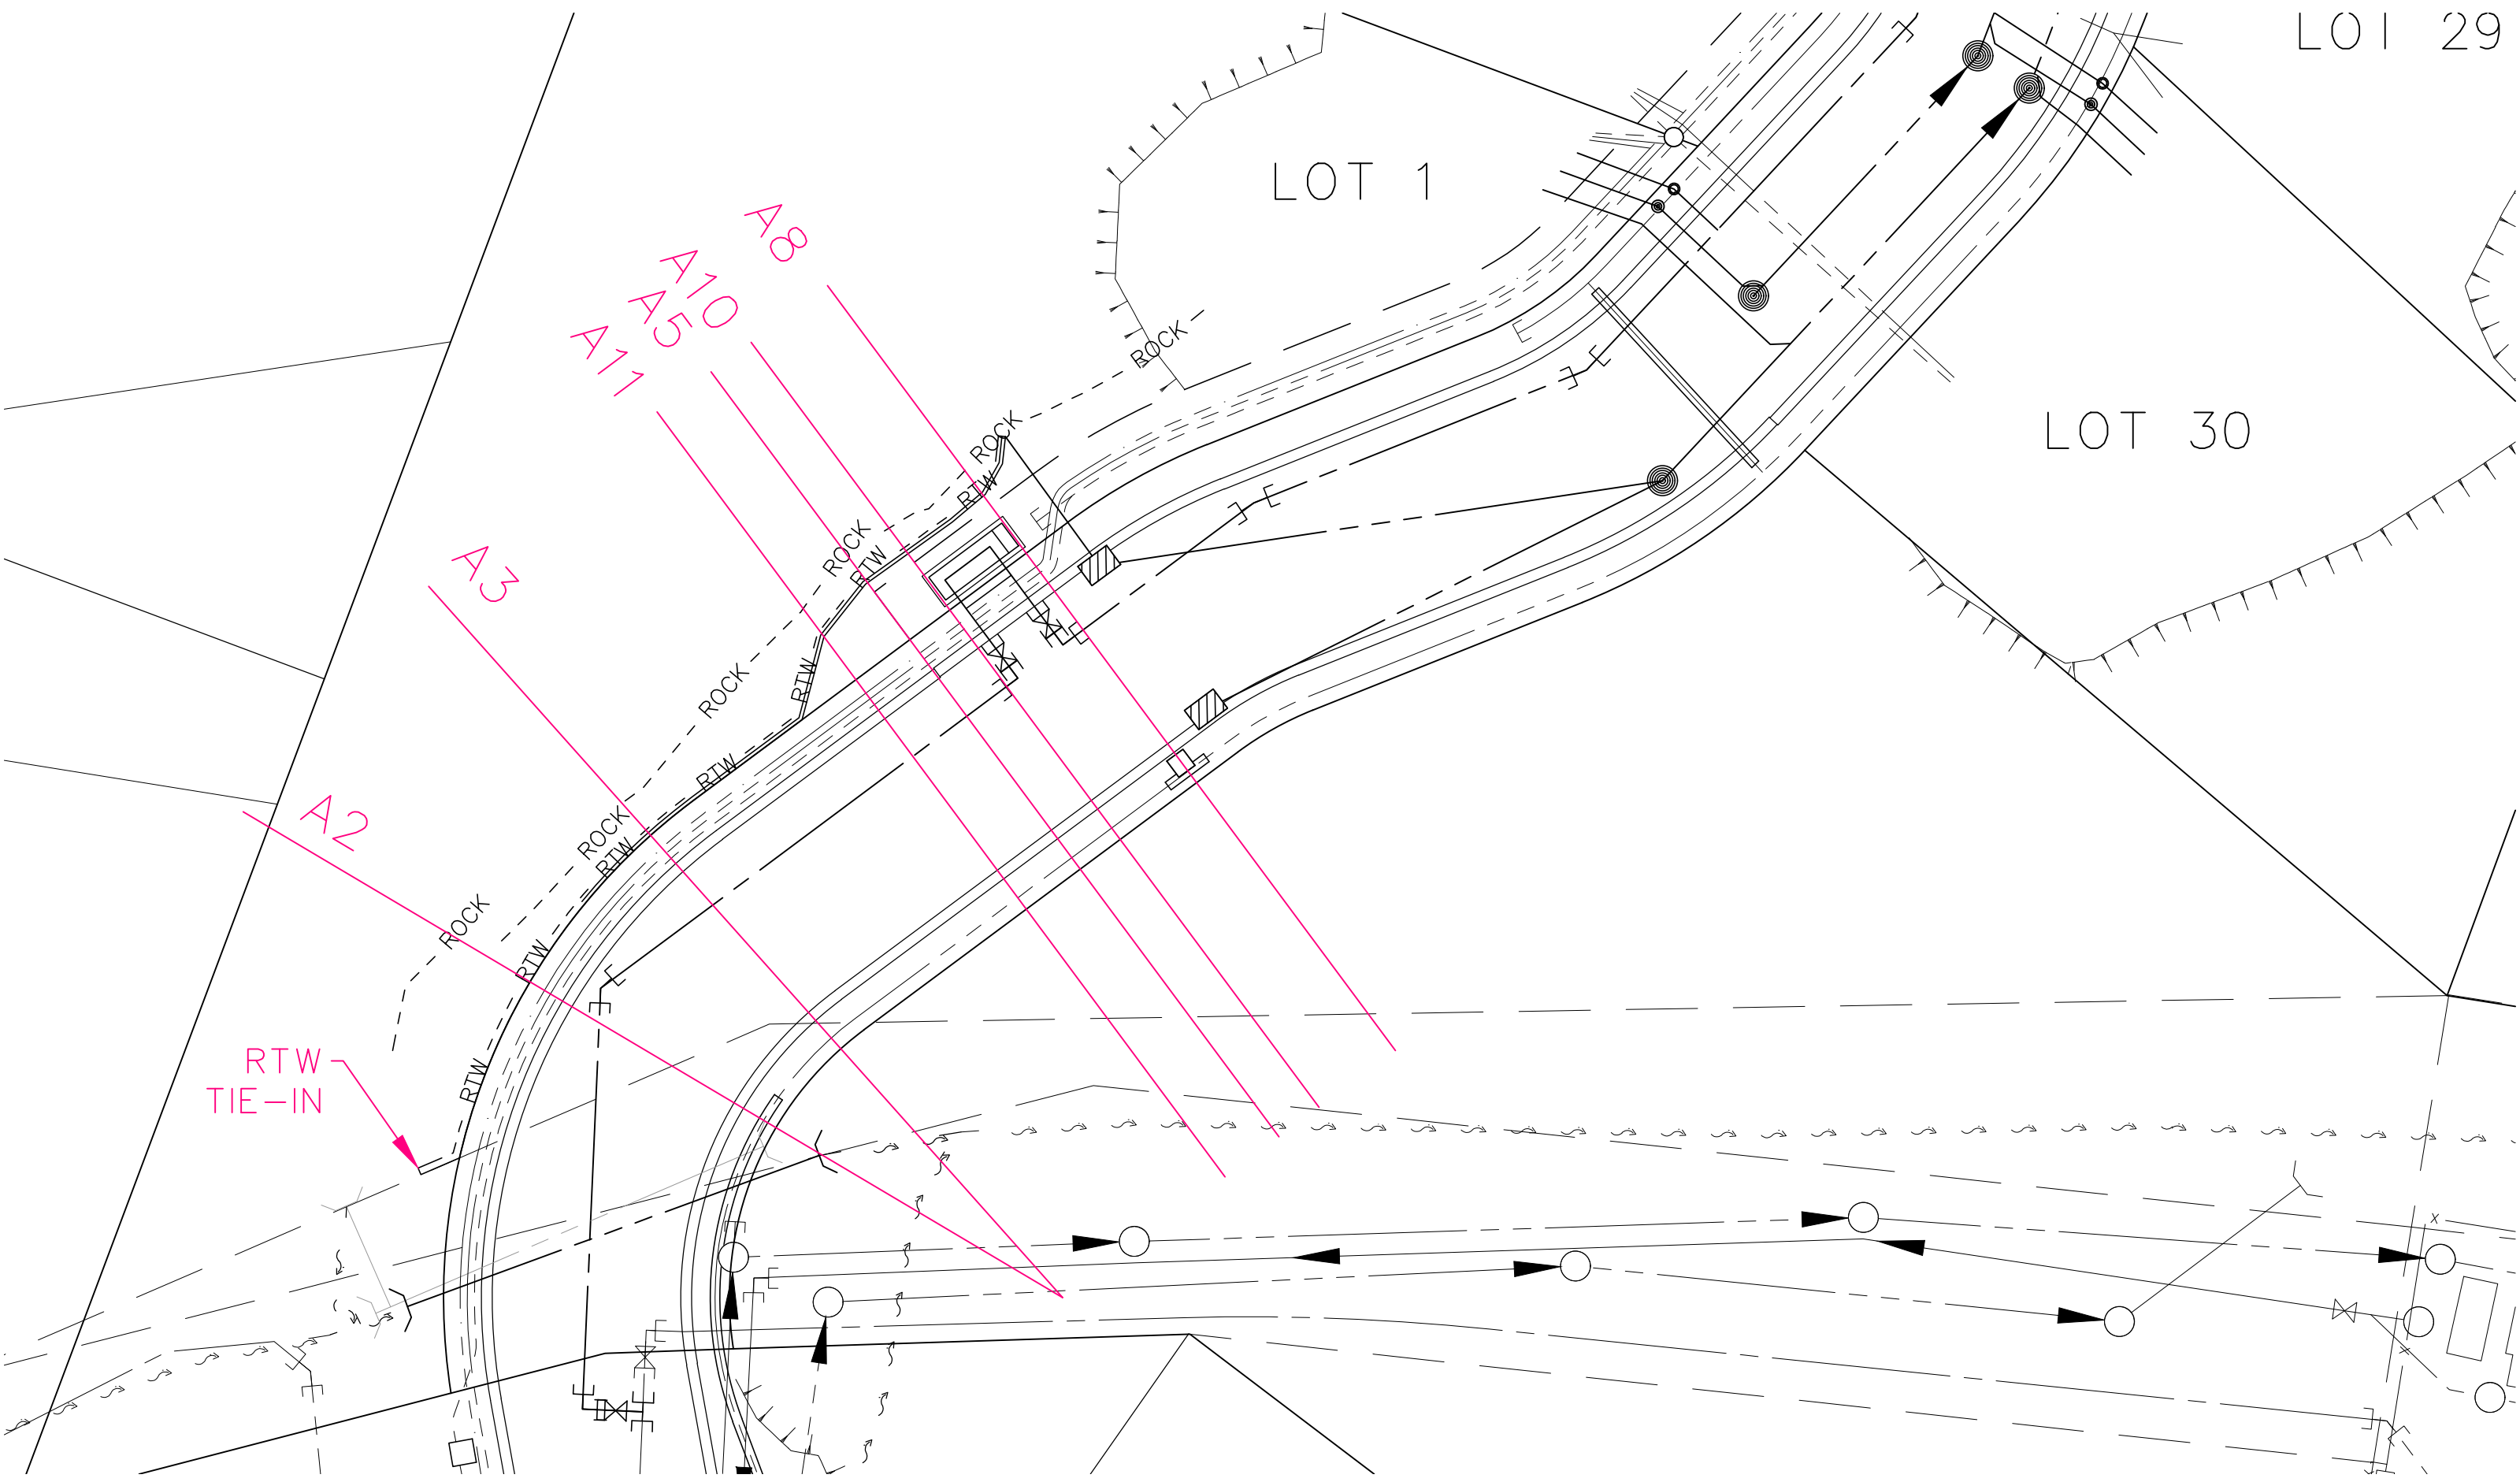 LOT 29
LOT 1
A8
A10
A5
A11
ROCK
ROCK
LOT 30
RTW
ROCK
RTW
A3
ROCK
RTW
RTW
A2
ROCK
RTW
ROCK
RTW
RTW
RTW
TIE-IN
X